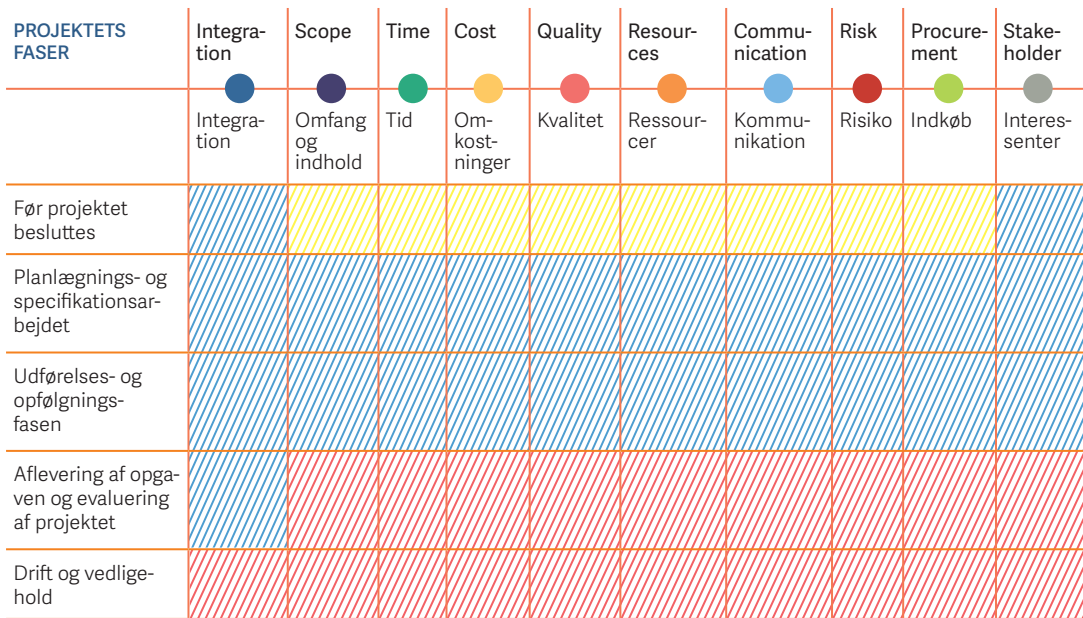 PROJEKTETS
FASER
Integra-
tion
Scope
Time
Cost
Quality
Resour-
ces
Commu-
nication
Risk
Procure-
ment
Stake-
holder
Integra-
tion
Omfang
og
indhold
Tid
Om-
kost-
ninger
Kvalitet
Ressour-
cer
Kommu-
nikation
Risiko
Indkøb
Interes-
senter
Før projektet
besluttes
Planlægnings- og
specifikationsar-
bejdet
Udførelses- og
opfølgnings-
fasen
Aflevering af opga-
ven og evaluering
af projektet
Drift og vedlige-
hold